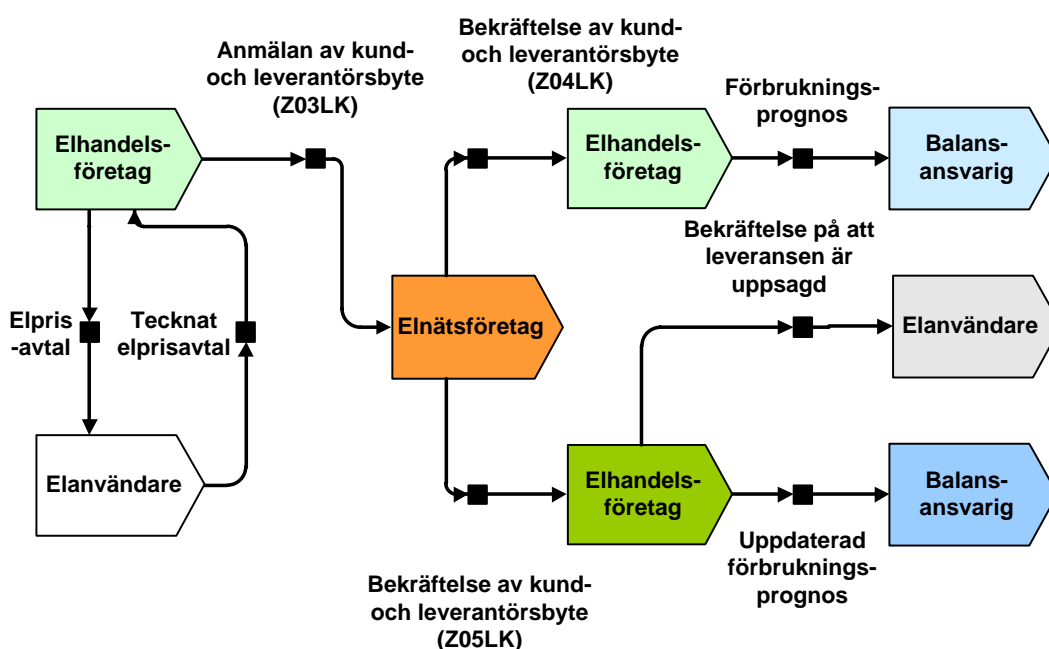 Anmälan av kund-
och leverantörsbyte
(Z03LK)
Bekräftelse av kund-
och leverantörsbyte
(Z04LK)
Förbruknings-
prognos
Elhandels-
företag
Elhandels-
företag
Balans-
ansvarig
Bekräftelse på att
leveransen är
uppsagd
Elpris
-avtal
Tecknat
elprisavtal
Elnätsföretag
Elanvändare
Elanvändare
Elhandels-
företag
Balans-
ansvarig
Uppdaterad
förbruknings-
prognos
Bekräftelse av kund-
och leverantörsbyte
(Z05LK)